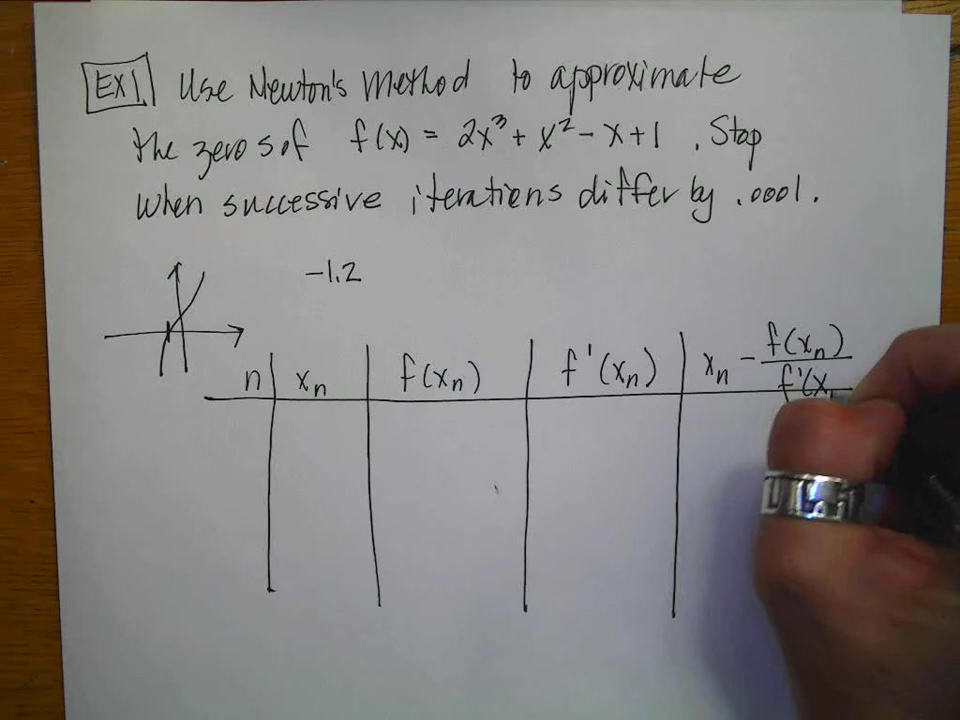 EX1. Use Newton's Method to approximate
the zeros of f(x) = 2x³ + x² - x + 1 . Stop
when successive iterations differ by .0001.
-1.2
n xₙ f(xₙ) f'(xₙ) xₙ - f(xₙ)
f'(x